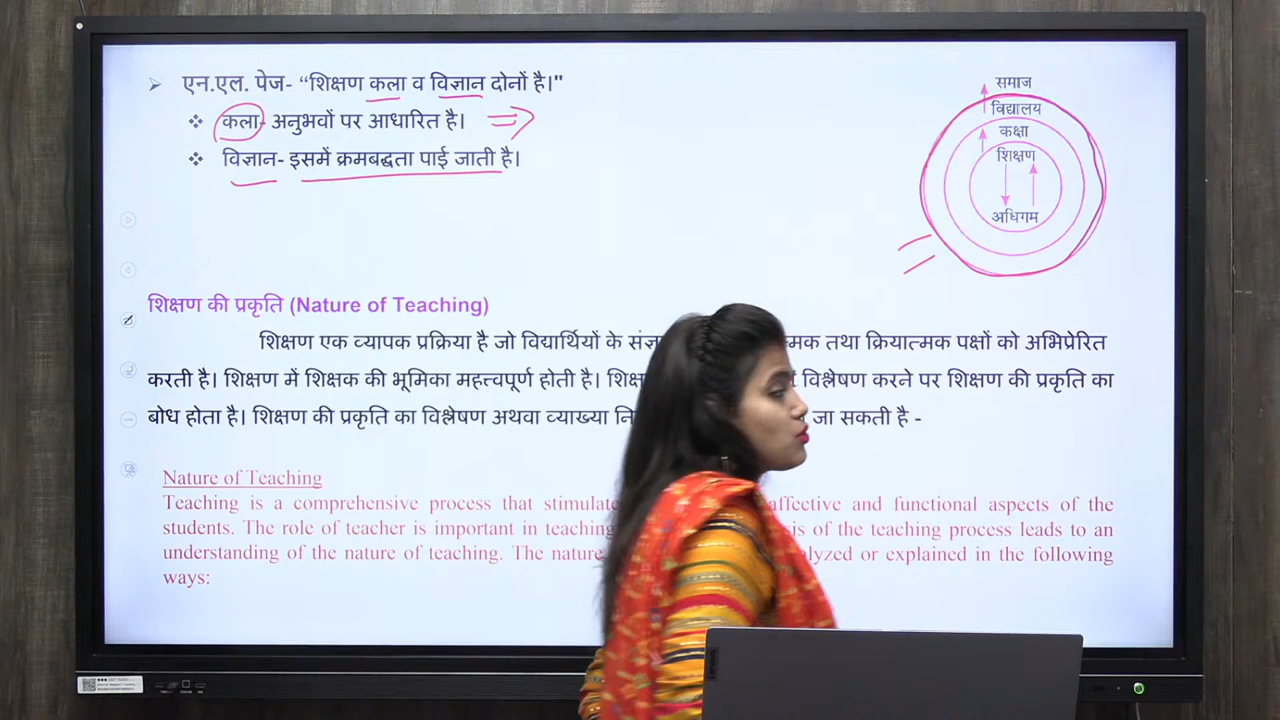 ➢ एन.एल. पेज- “शिक्षण कला व विज्ञान दोनों है।"
❖ कला- अनुभवों पर आधारित है।
❖ विज्ञान- इसमें क्रमबद्धता पाई जाती है।
समाज
विद्यालय
कक्षा
शिक्षण
अधिगम
शिक्षण की प्रकृति (Nature of Teaching)
शिक्षण एक व्यापक प्रक्रिया है जो विद्यार्थियों के तथा क्रियात्मक पक्षों को अभिप्रेरित
करती है। शिक्षण में शिक्षक की भूमिका महत्त्वपूर्ण होती है। विश्लेषण करने पर शिक्षण की प्रकृति का
बोध होता है। शिक्षण की प्रकृति का विश्लेषण अथवा व्याख्या जा सकती है -
Nature of Teaching
Teaching is a comprehensive process that affective and functional aspects of the
students. The role of teacher is important in teaching of the teaching process leads to an
understanding of the nature of teaching. The nature or explained in the following
ways:
Lenovo